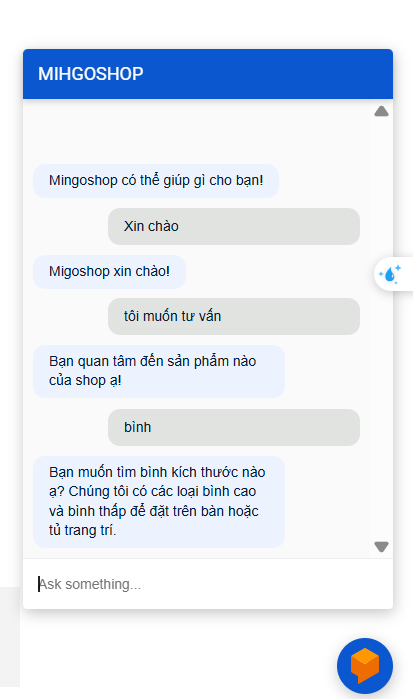 MIHGOSHOP
Mingoshop có thể giúp gì cho bạn!
Xin chào
Migoshop xin chào!
tôi muốn tư vấn
Bạn quan tâm đến sản phẩm nào
của shop ạ!
bình
Bạn muốn tìm bình kích thước nào
ạ? Chúng tôi có các loại bình cao
và bình thấp để đặt trên bàn hoặc
tủ trang trí.
Ask something...